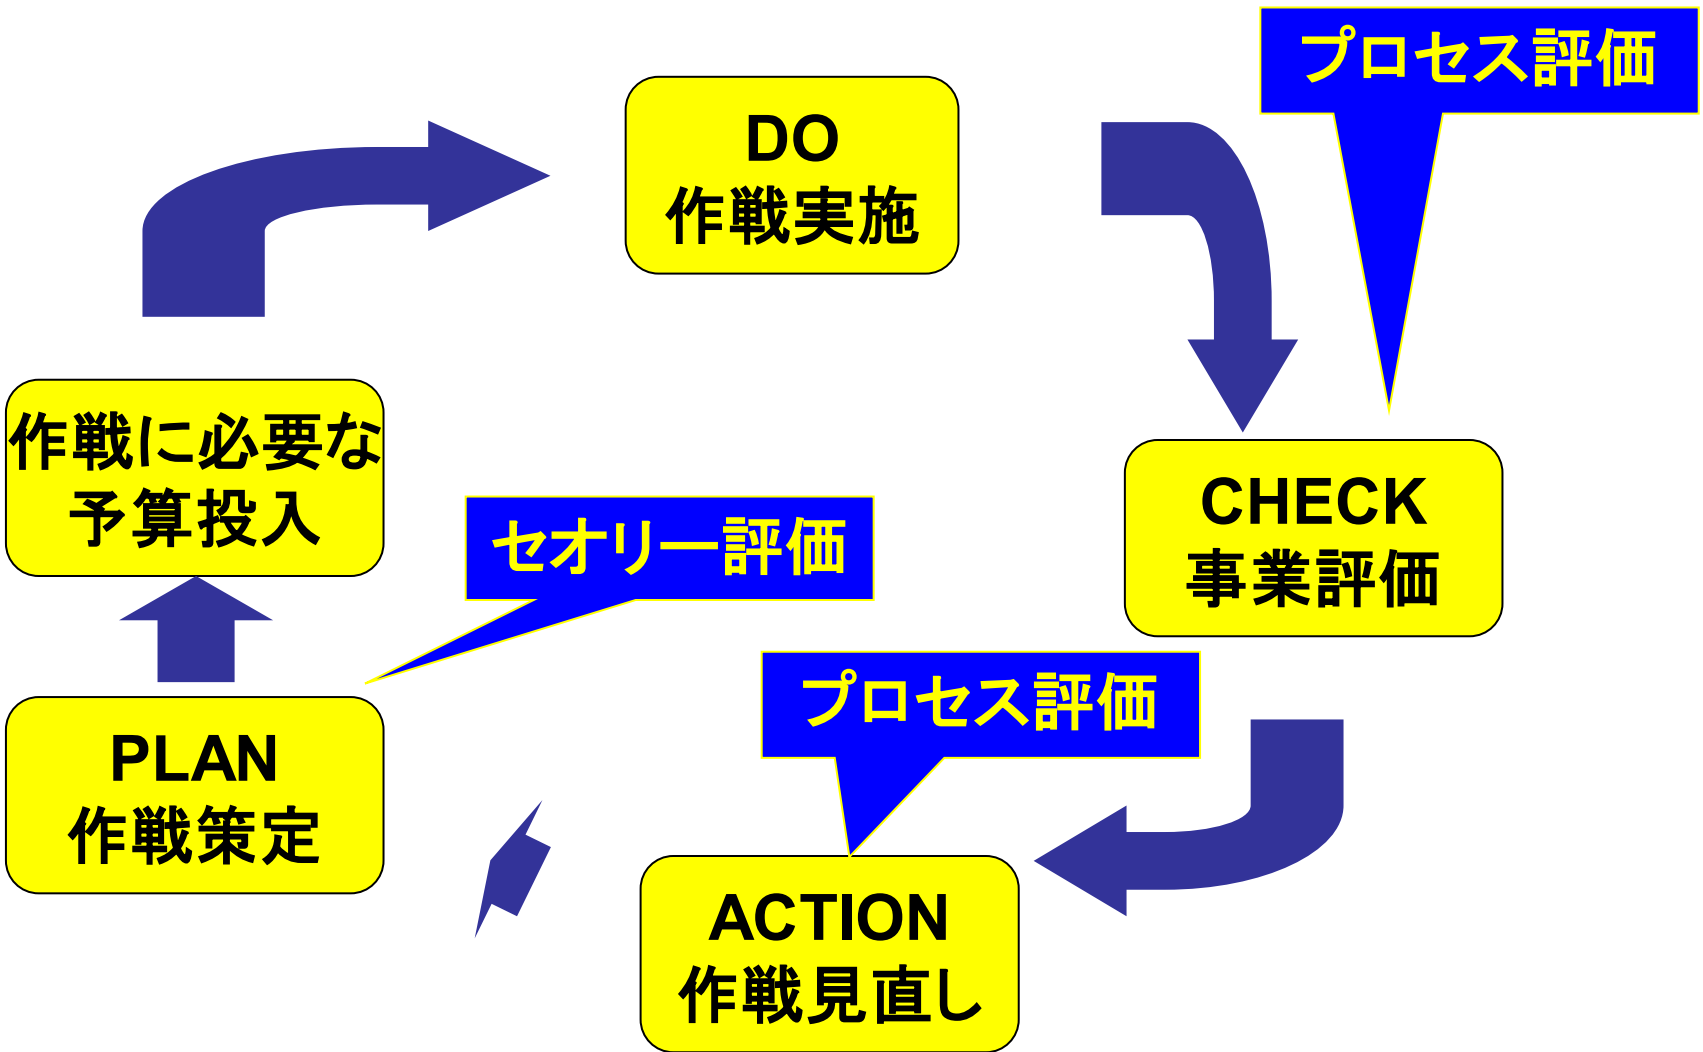 プロセス評価
DO
作戦実施
作戦に必要な
予算投入
CHECK
事業評価
セオリー評価
プロセス評価
PLAN
作戦策定
ACTION
作戦見直し